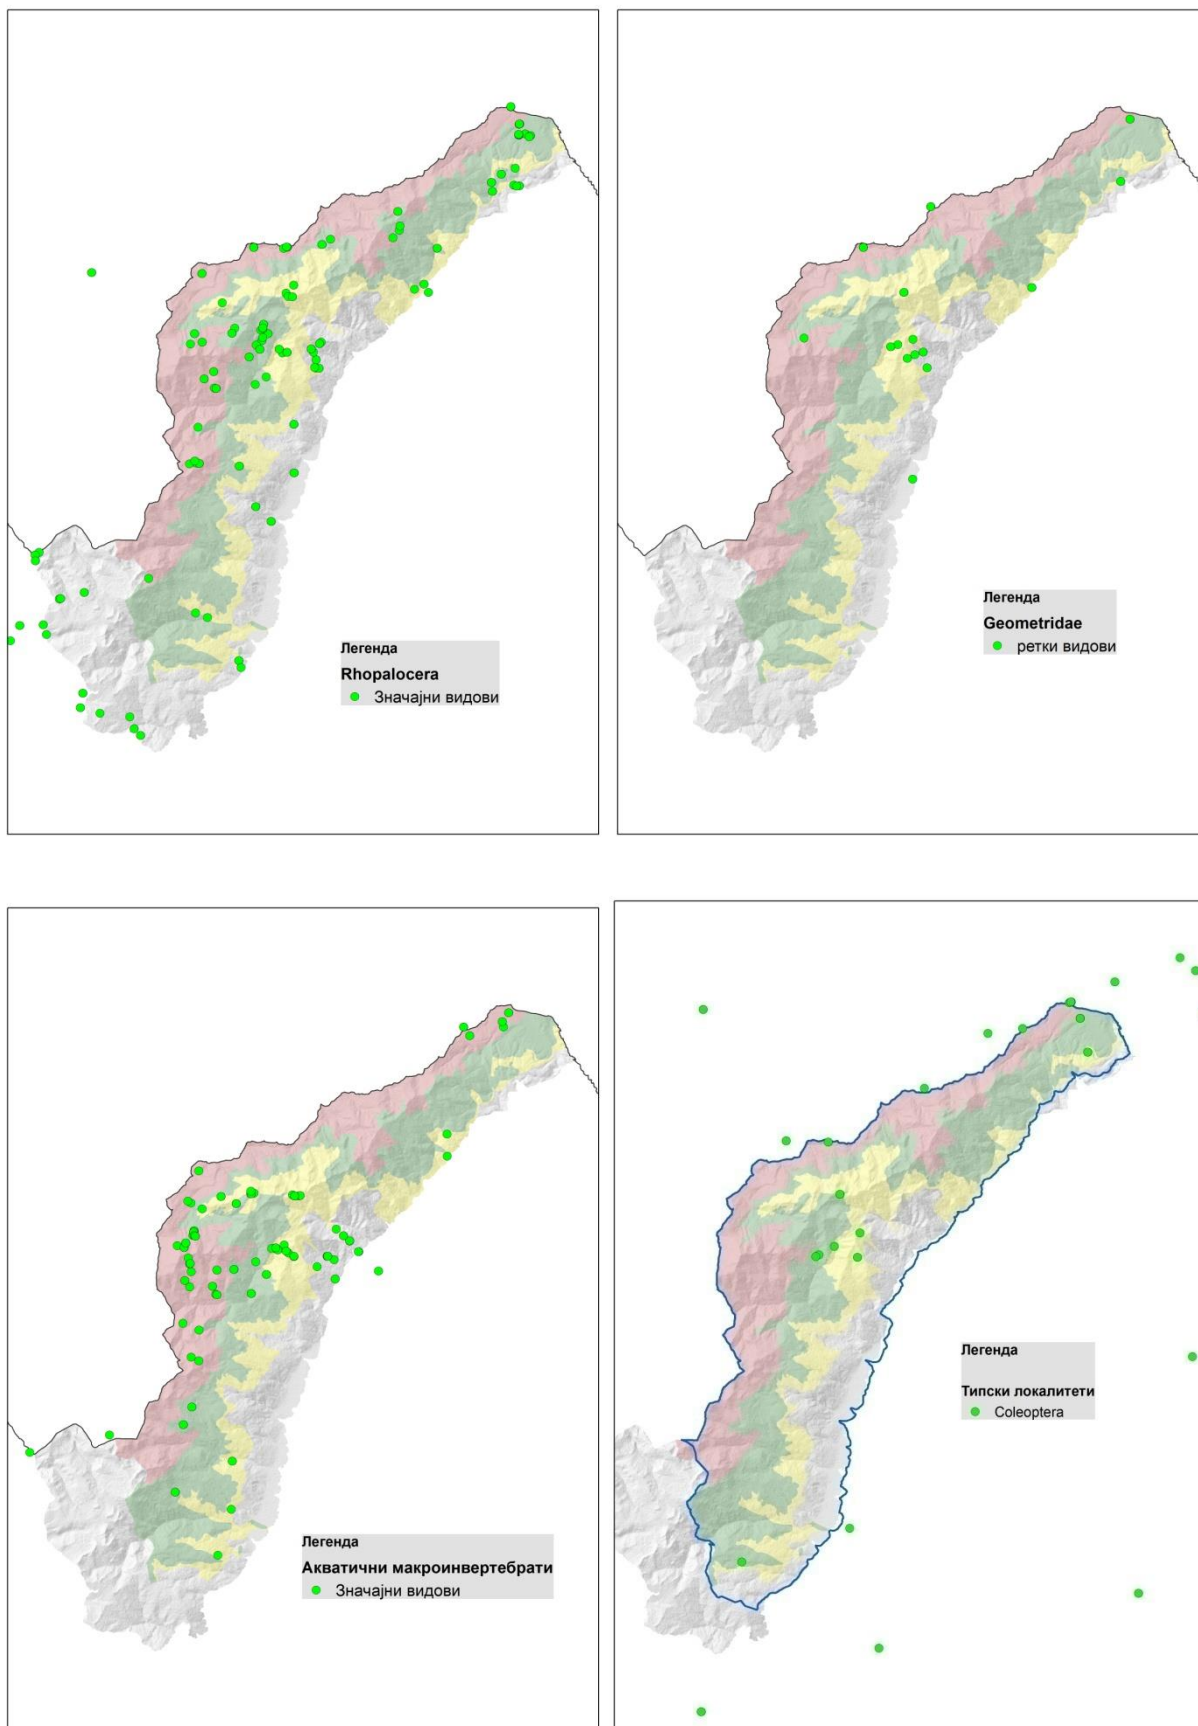 Легенда
Rhopalocera
Значајни видови
Легенда
Geometridae
ретки видови
Легенда
Акватични макроинвертебрати
Значајни видови
Легенда
Типски локалитети
Coleoptera